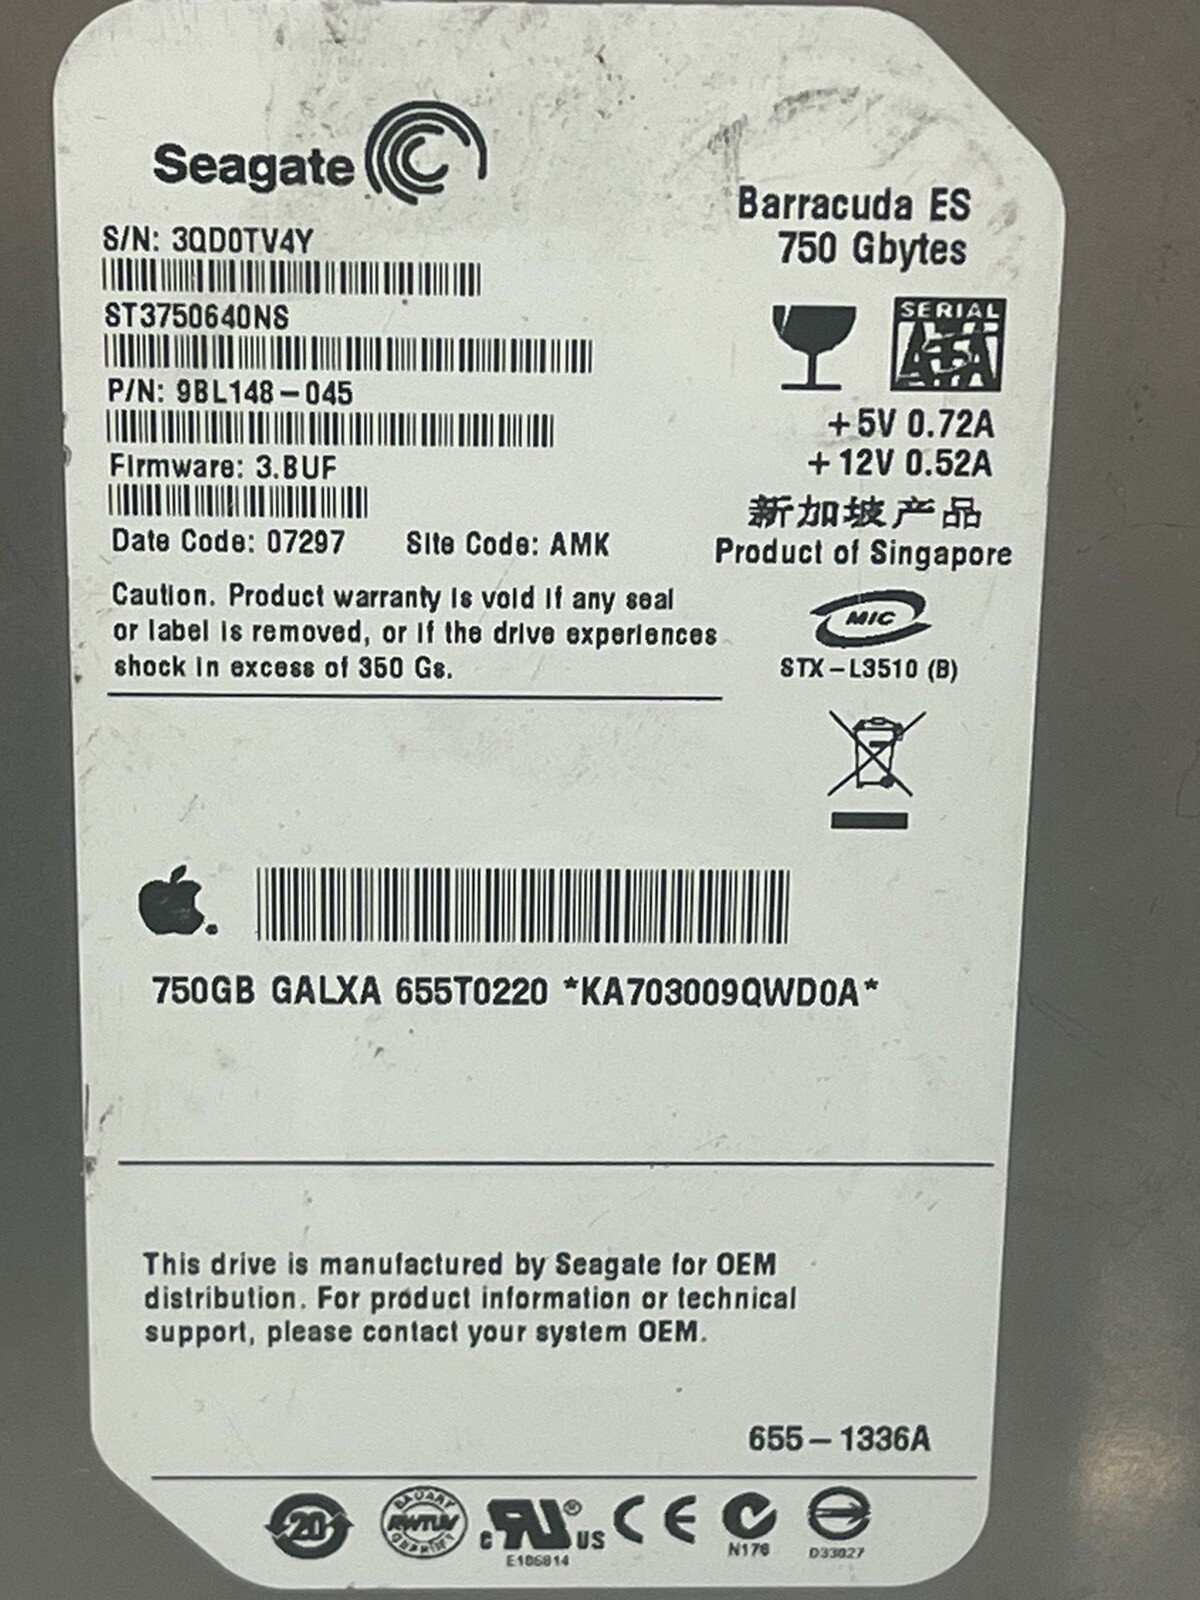 Seagate
S/N: 3QD0TV4Y
ST3750640NS
P/N: 9BL148-045
Firmware: 3.BUF
Date Code: 07297 Site Code: AMK
Caution. Product warranty is void if any seal
or label is removed, or if the drive experiences
shock in excess of 350 Gs.
Barracuda ES
750 Gbytes
SERIAL
ATA
+5V 0.72A
+12V 0.52A
新加坡产品
Product of Singapore
MIC
STX-L3510 (B)
750GB GALXA 655T0220 *KA703009QWD0A*
This drive is manufactured by Seagate for OEM
distribution. For product information or technical
support, please contact your system OEM.
655-1336A
20
RWTUV
c RU® US
E106814
CE
N176
D33027